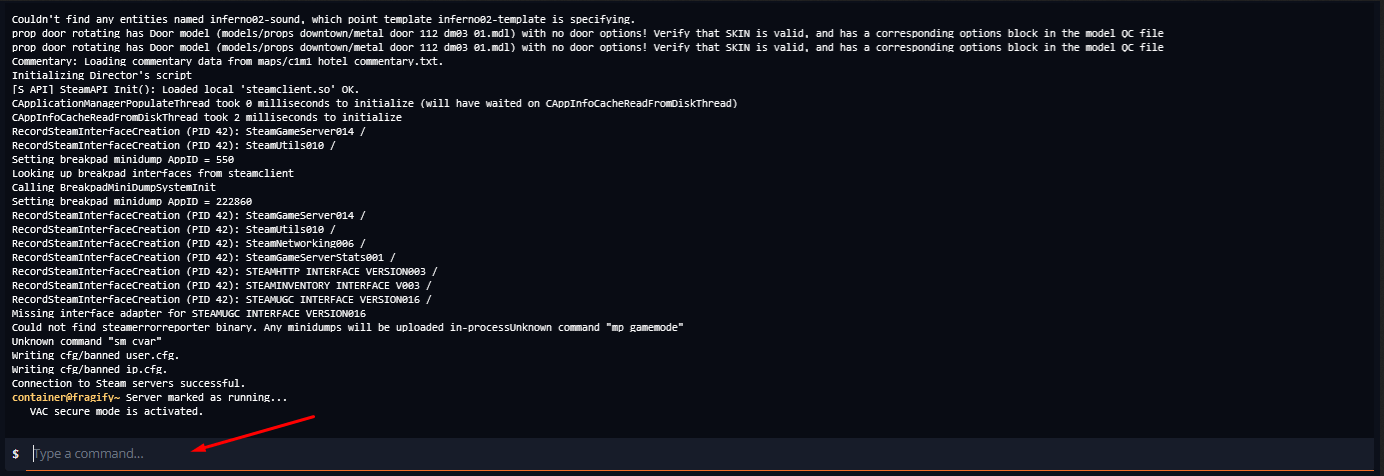 Couldn't find any entities named inferno02-sound, which point template inferno02-template is specifying.
prop door rotating has Door model (models/props downtown/metal door 112 dm03 01.mdl) with no door options! Verify that SKIN is valid, and has a corresponding options block in the model QC file
prop door rotating has Door model (models/props downtown/metal door 112 dm03 01.mdl) with no door options! Verify that SKIN is valid, and has a corresponding options block in the model QC file
Commentary: Loading commentary data from maps/c1m1 hotel commentary.txt.
Initializing Director's script
[S API] SteamAPI Init(): Loaded local 'steamclient.so' OK.
CApplicationManagerPopulateThread took 0 milliseconds to initialize (will have waited on CAppInfoCacheReadFromDiskThread)
CAppInfoCacheReadFromDiskThread took 2 milliseconds to initialize
RecordSteamInterfaceCreation (PID 42): SteamGameServer014 /
RecordSteamInterfaceCreation (PID 42): SteamUtils010 /
Setting breakpad minidump AppID = 550
Looking up breakpad interfaces from steamclient
Calling BreakpadMiniDumpSystemInit
Setting breakpad minidump AppID = 222860
RecordSteamInterfaceCreation (PID 42): SteamGameServer014 /
RecordSteamInterfaceCreation (PID 42): SteamUtils010 /
RecordSteamInterfaceCreation (PID 42): SteamNetworking006 /
RecordSteamInterfaceCreation (PID 42): SteamGameServerStats001 /
RecordSteamInterfaceCreation (PID 42): STEAMHTTP INTERFACE VERSION003 /
RecordSteamInterfaceCreation (PID 42): STEAMINVENTORY INTERFACE V003 /
RecordSteamInterfaceCreation (PID 42): STEAMUGC INTERFACE VERSION016 /
Missing interface adapter for STEAMUGC INTERFACE VERSION016
Could not find steamerrorreporter binary. Any minidumps will be uploaded in-processUnknown command "mp gamemode"
Unknown command "sm cvar"
Writing cfg/banned user.cfg.
Writing cfg/banned ip.cfg.
Connection to Steam servers successful.
container@fragify~ Server marked as running...
VAC secure mode is activated.
$ Type a command...